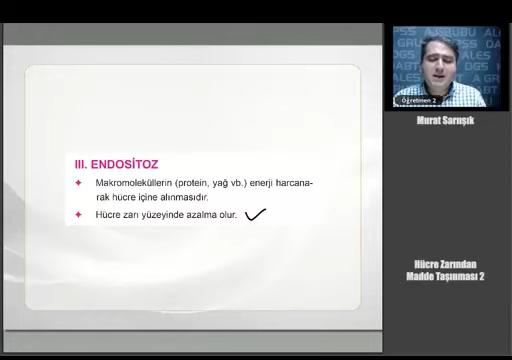 III. ENDOSİTOZ
Makromoleküllerin (protein, yağ vb.) enerji harcana-
rak hücre içine alınmasıdır.
Hücre zarı yüzeyinde azalma olur.
Öğretmen 2
Murat Sarıışık
Hücre Zarından
Madde Taşınması 2